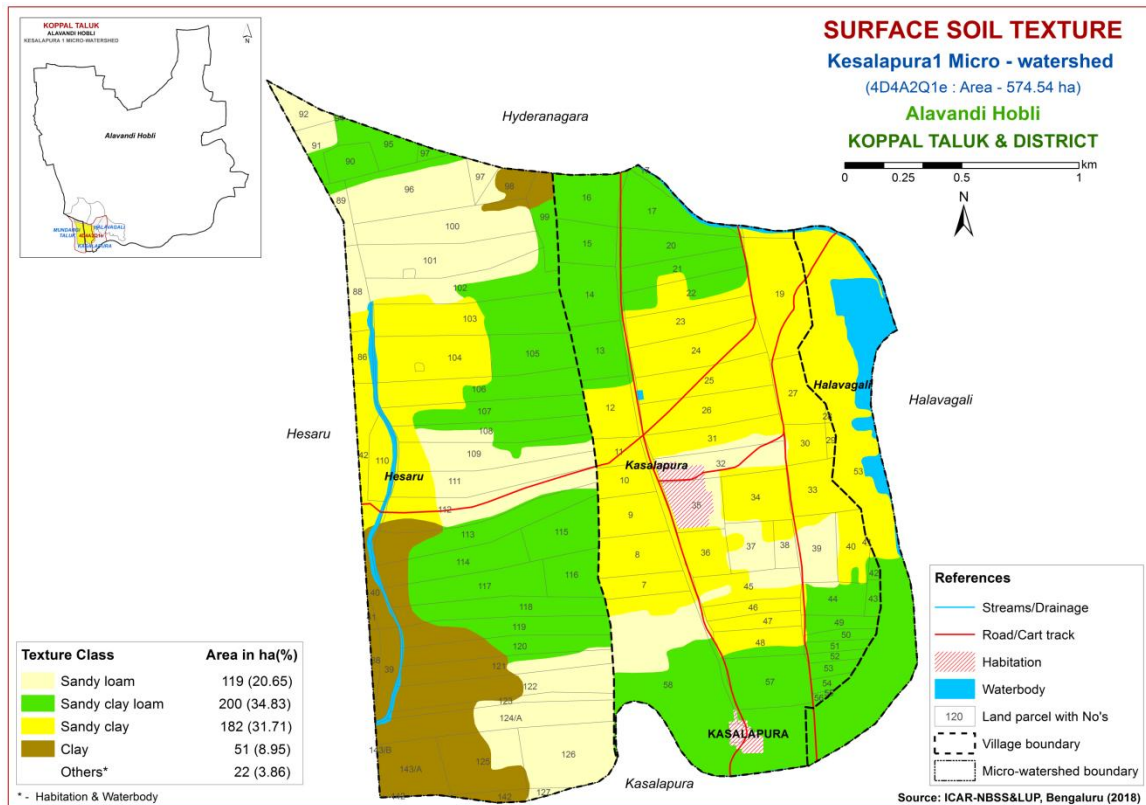 KOPPAL TALUK
ALAVANDI HOBLI
KESALAPURA 1 MICRO-WATERSHED
N
Alavandi Hobli
MUNDARGI
TALUK
HALAVAGALI
4D4A2Q1e
KESALAPURA
SURFACE SOIL TEXTURE
Kesalapura1 Micro - watershed
(4D4A2Q1e : Area - 574.54 ha)
Alavandi Hobli
KOPPAL TALUK & DISTRICT
km
0 0.25 0.5 1
N
Hyderanagara
92
91 95
90 97
96 97 98 16 17
89 99
100 15 20
101 21
88 102 14 22 19
103 23
86 104 105 13 24
106 25 27 Halavagali
107 12 26
108 31 28
Halavagali
Hesaru
42 110 109 11 30 29
Hesaru 111 10 Kasalapura 32 53
112 9 35 34 33
113 115 8 36 37 38 39 40
114 116 7 45 42
117 46 44 43
118 47 49
119 48 50
120 51
39 121 52
122 58 57 53
123 54
124/A 56
KASALAPURA
143/B 126
143/A 125
142 127
Kasalapura
Texture Class Area in ha(%)
Sandy loam 119 (20.65)
Sandy clay loam 200 (34.83)
Sandy clay 182 (31.71)
Clay 51 (8.95)
Others* 22 (3.86)
* - Habitation & Waterbody
References
Streams/Drainage
Road/Cart track
Habitation
Waterbody
120 Land parcel with No's
Village boundary
Micro-watershed boundary
Source: ICAR-NBSS&LUP, Bengaluru (2018)